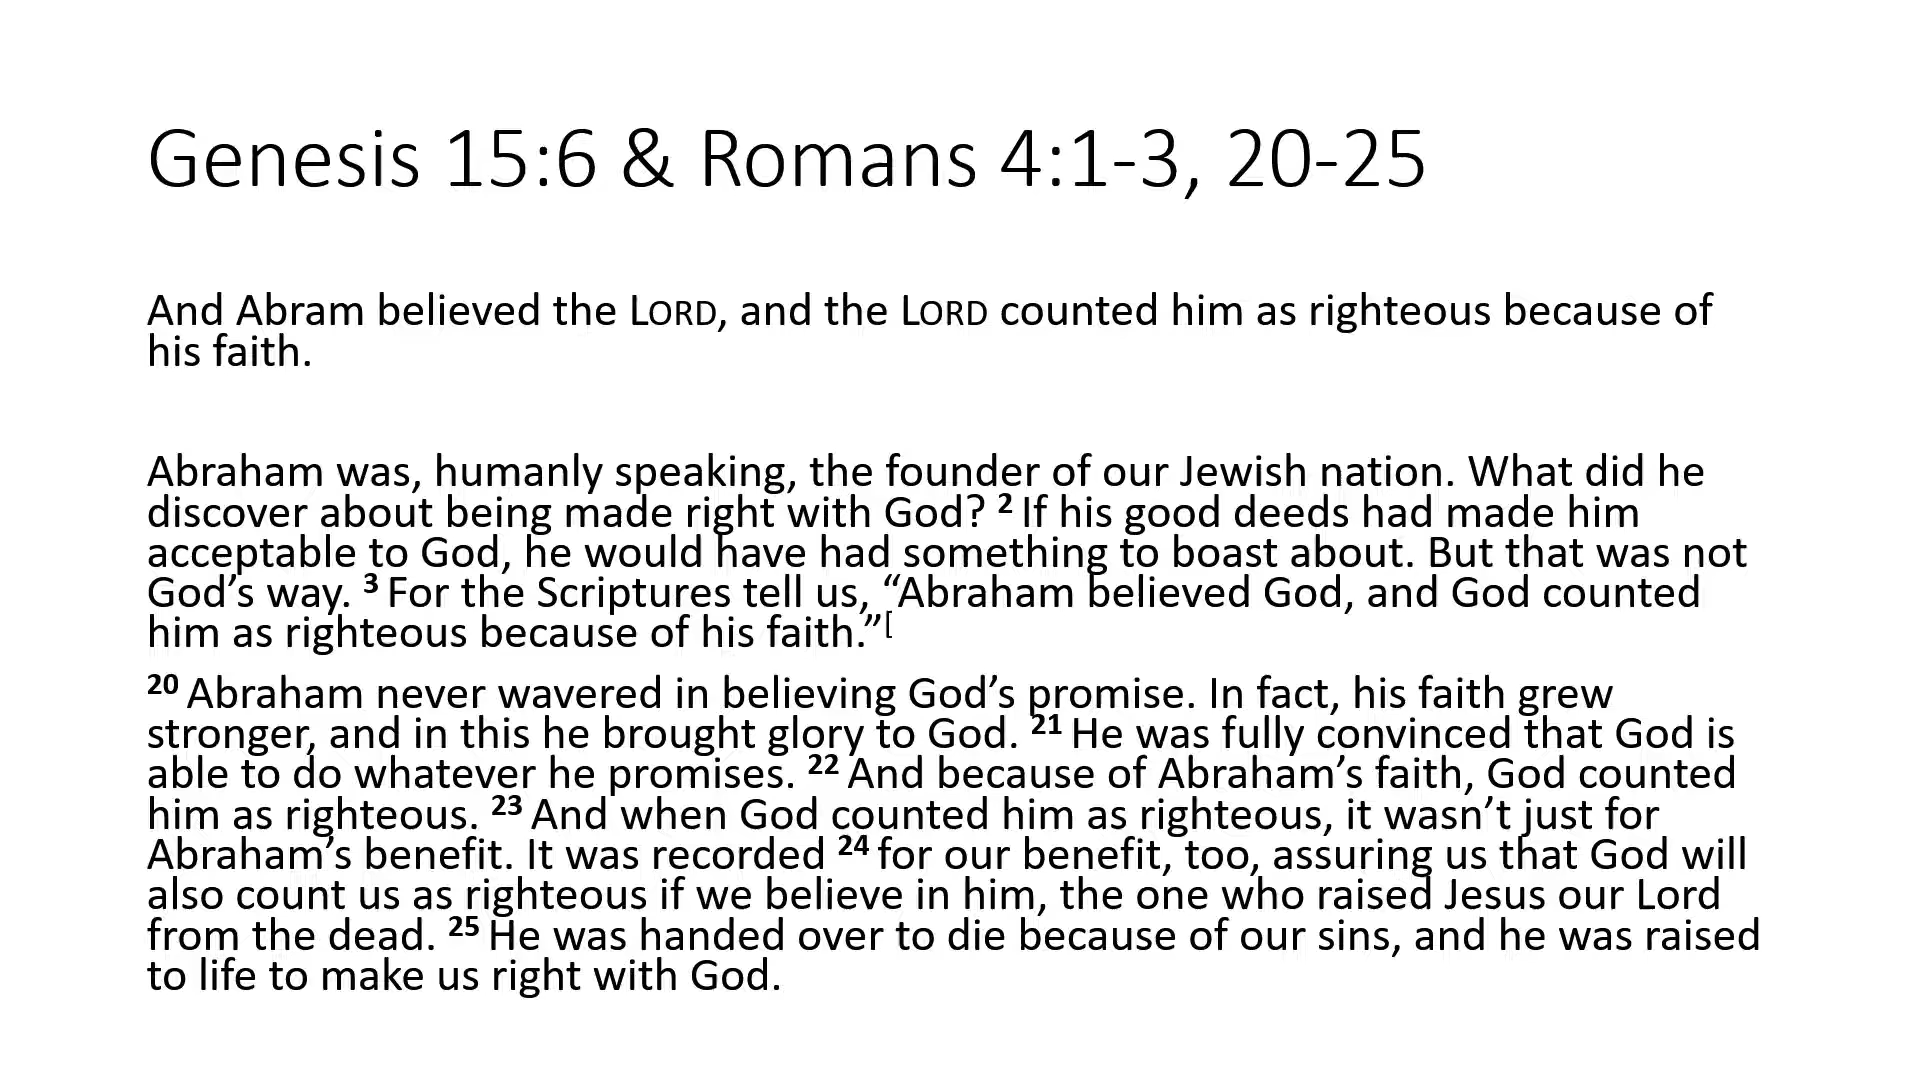 Genesis 15:6 & Romans 4:1-3, 20-25
And Abram believed the LORD, and the LORD counted him as righteous because of
his faith.
Abraham was, humanly speaking, the founder of our Jewish nation. What did he
discover about being made right with God? 2 If his good deeds had made him
acceptable to God, he would have had something to boast about. But that was not
God’s way. 3 For the Scriptures tell us, “Abraham believed God, and God counted
him as righteous because of his faith.”[
20 Abraham never wavered in believing God’s promise. In fact, his faith grew
stronger, and in this he brought glory to God. 21 He was fully convinced that God is
able to do whatever he promises. 22 And because of Abraham’s faith, God counted
him as righteous. 23 And when God counted him as righteous, it wasn’t just for
Abraham’s benefit. It was recorded 24 for our benefit, too, assuring us that God will
also count us as righteous if we believe in him, the one who raised Jesus our Lord
from the dead. 25 He was handed over to die because of our sins, and he was raised
to life to make us right with God.